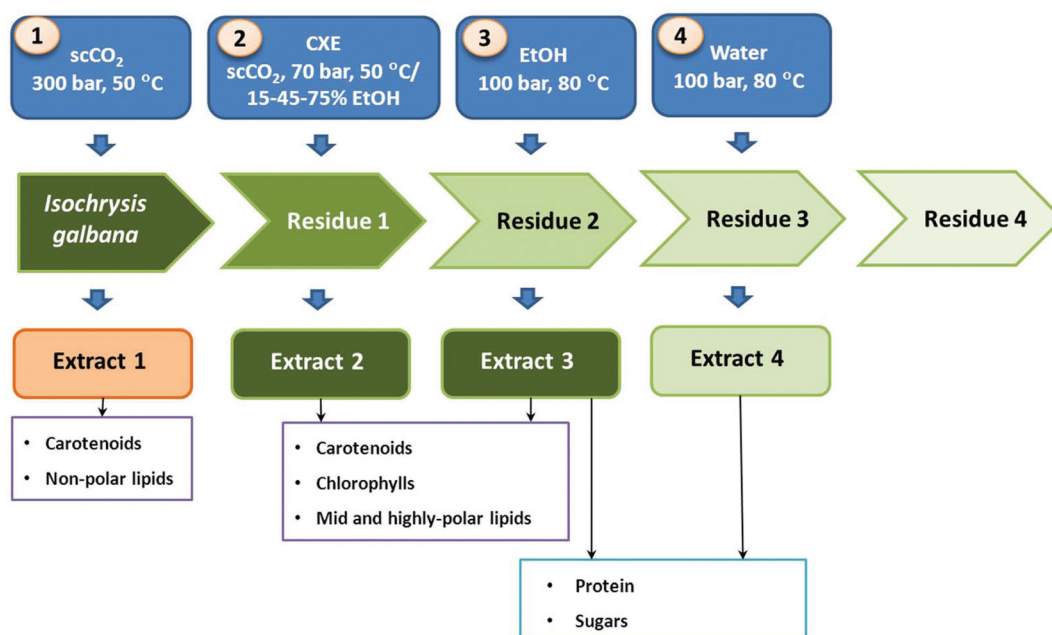 1
scCO₂
300 bar, 50 °C
2
CXE
scCO₂, 70 bar, 50 °C/
15-45-75% EtOH
3
EtOH
100 bar, 80 °C
4
Water
100 bar, 80 °C
Isochrysis
galbana
Residue 1
Residue 2
Residue 3
Residue 4
Extract 1
Extract 2
Extract 3
Extract 4
• Carotenoids
• Non-polar lipids
• Carotenoids
• Chlorophylls
• Mid and highly-polar lipids
• Protein
• Sugars